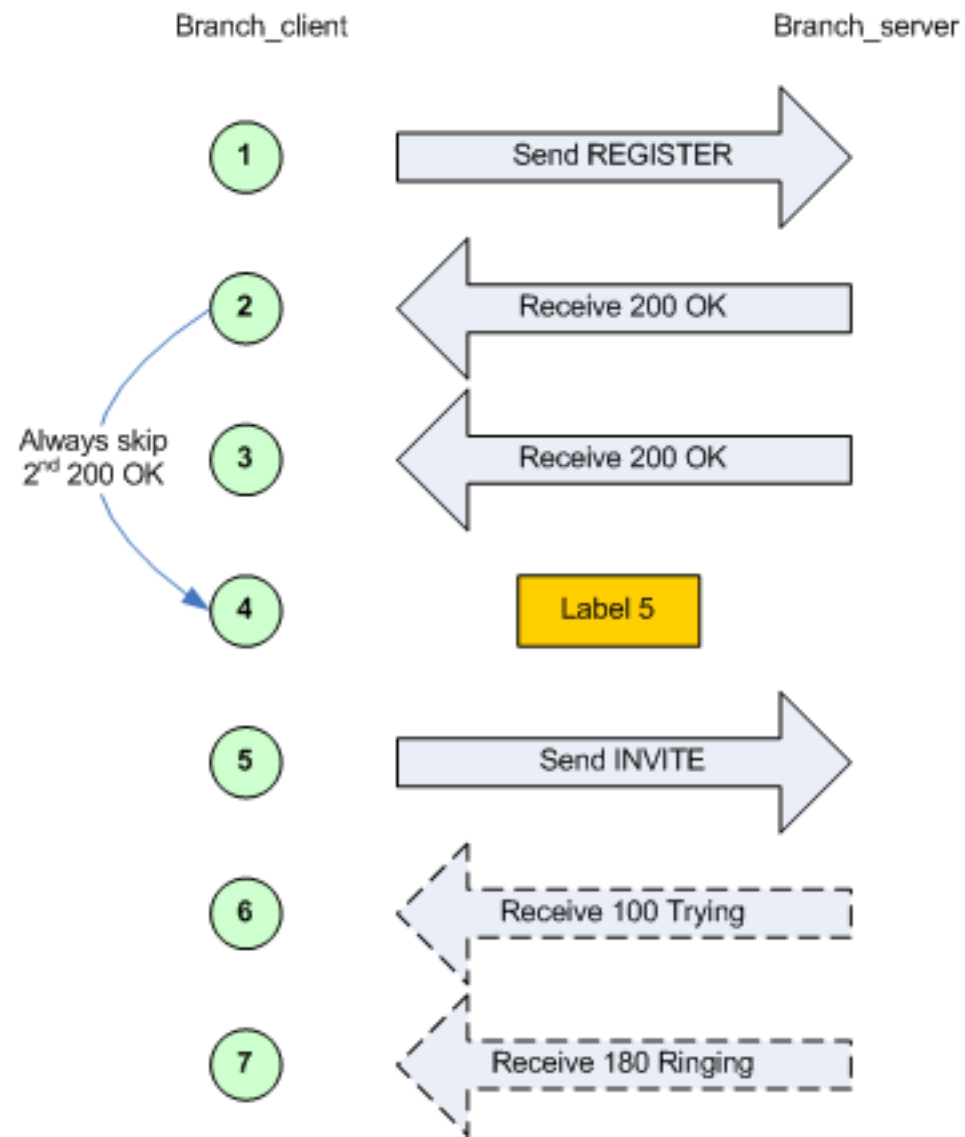 Branch_client
Branch_server
1
Send REGISTER
2
Receive 200 OK
Always skip
2nd 200 OK
3
Receive 200 OK
4
Label 5
5
Send INVITE
6
Receive 100 Trying
7
Receive 180 Ringing